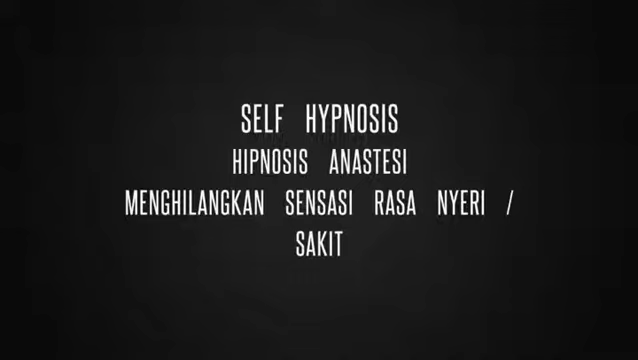 SELF HYPNOSIS
HIPNOSIS ANASTESI
MENGHILANGKAN SENSASI RASA NYERI /
SAKIT